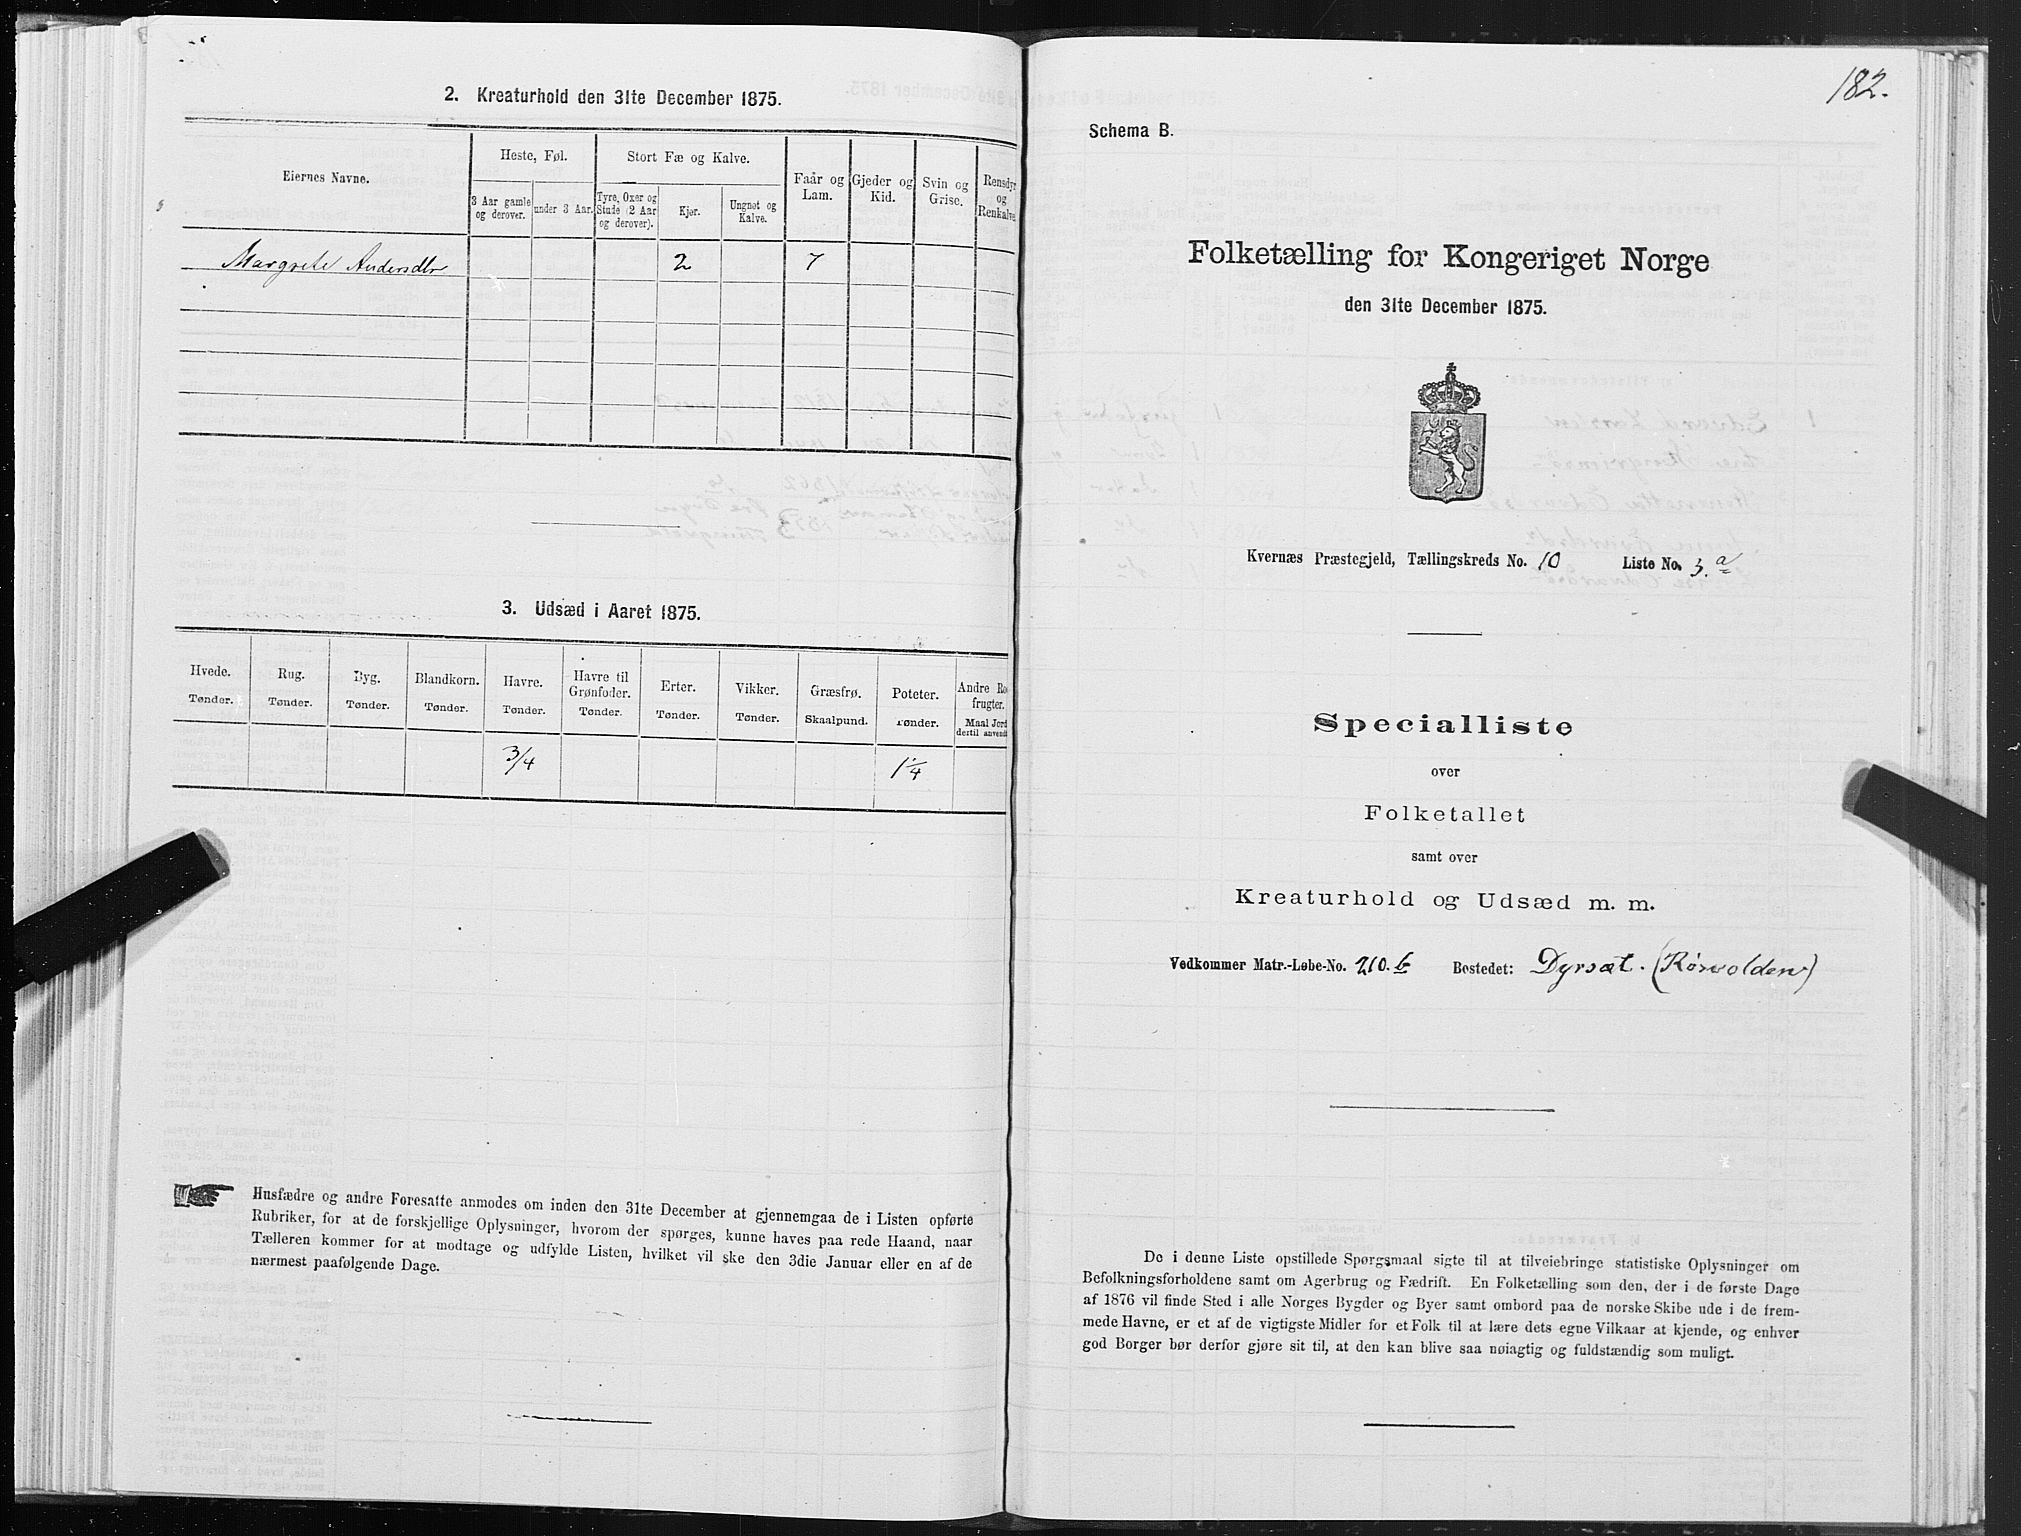 2. Kreaturhold den 31te December 1875.
Eiernes Navne.
Heste, Føl.
Stort Fæ og Kalve.
Faår og Lam.
Gjeder og Kid.
Svin og Grise.
Rensdyr og Renkalve
3 Aar gamle og derover.
under 3 Aar.
Tyre, Oxer og Stude (2 Aar og derover).
Kjør.
Ungnøt og Kalve.
Margrete Andersdtr 2 7
3. Udsæd i Aaret 1875.
Hvede. Rug. Byg. Blandkorn. Havre. Havre til Grønfoder. Erter. Vikker. Græsfrø. Poteter. Andre Ro frugter.
Tønder. Tønder. Tønder. Tønder. Tønder. Tønder. Tønder. Tønder. Skaalpund. Tønder. Maal Jord dertil anvendt
3/4 1 1/4
Husfædre og andre Foresatte anmodes om inden den 31te December at gjennemgaa de i Listen opførte
Rubriker, for at de forskjellige Oplysninger, hvorom der spørges, kunne haves paa rede Haand, naar
Tælleren kommer for at modtage og udfylde Listen, hvilket vil ske den 3die Januar eller en af de
nærmest paafølgende Dage.
182.
Schema B.
Folketælling for Kongeriget Norge
den 31te December 1875.
Kvernæs Præstegjeld, Tællingskreds No. 10 Liste No. 3.a
Specialliste
over
Folketallet
samt over
Kreaturhold og Udsæd m. m.
Vedkommer Matr.-Løbe-No. 210.b Bostedet: Dyrsæt. (Rørvolden)
De i denne Liste opstillede Spørgsmaal sigte til at tilveiebringe statistiske Oplysninger om
Befolkningsforholdene samt om Agerbrug og Fædrift. En Folketælling som den, der i de første Dage
af 1876 vil finde Sted i alle Norges Bygder og Byer samt ombord paa de norske Skibe ude i de frem-
mede Havne, er et af de vigtigste Midler for et Folk til at lære dets egne Vilkaar at kjende, og enhver
god Borger bør derfor gjøre sit til, at den kan blive saa nøiagtig og fuldstændig som muligt.